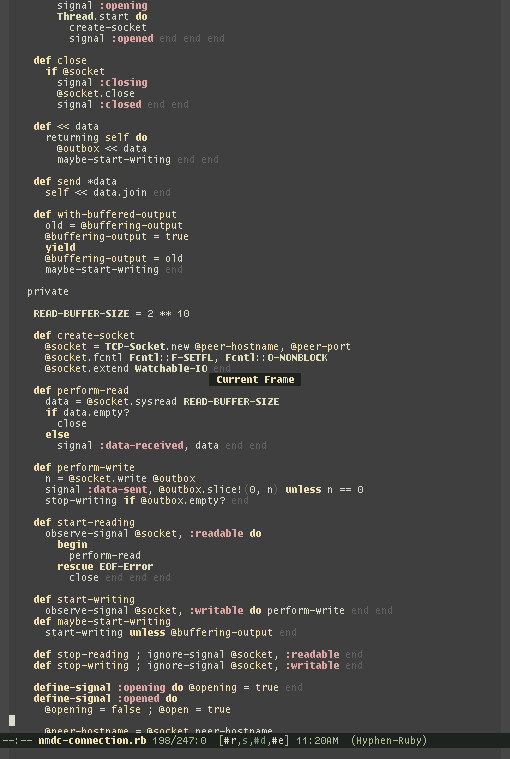 signal :opening
Thread.start do
create-socket
signal :opened end end end
def close
if @socket
signal :closing
@socket.close
signal :closed end end
def << data
returning self do
@outbox << data
maybe-start-writing end end
def send *data
self << data.join end
def with-buffered-output
old = @buffering-output
@buffering-output = true
yield
@buffering-output = old
maybe-start-writing end
private
READ-BUFFER-SIZE = 2 ** 10
def create-socket
@socket = TCP-Socket.new @peer-hostname, @peer-port
@socket.fcntl Fcntl::F-SETFL, Fcntl::O-NONBLOCK
@socket.extend Watchable-IO end
Current Frame
def perform-read
data = @socket.sysread READ-BUFFER-SIZE
if data.empty?
close
else
signal :data-received, data end end
def perform-write
n = @socket.write @outbox
signal :data-sent, @outbox.slice!(0, n) unless n == 0
stop-writing if @outbox.empty? end
def start-reading
observe-signal @socket, :readable do
begin
perform-read
rescue EOF-Error
close end end end
def start-writing
observe-signal @socket, :writable do perform-write end end
def maybe-start-writing
start-writing unless @buffering-output end
def stop-reading ; ignore-signal @socket, :readable end
def stop-writing ; ignore-signal @socket, :writable end
define-signal :opening do @opening = true end
define-signal :opened do
@opening = false ; @open = true
@peer-hostname = @socket.peer-hostname
--:-- nmdc-connection.rb 198/247:0 [#r,s,#d,#e] 11:20AM (Hyphen-Ruby)